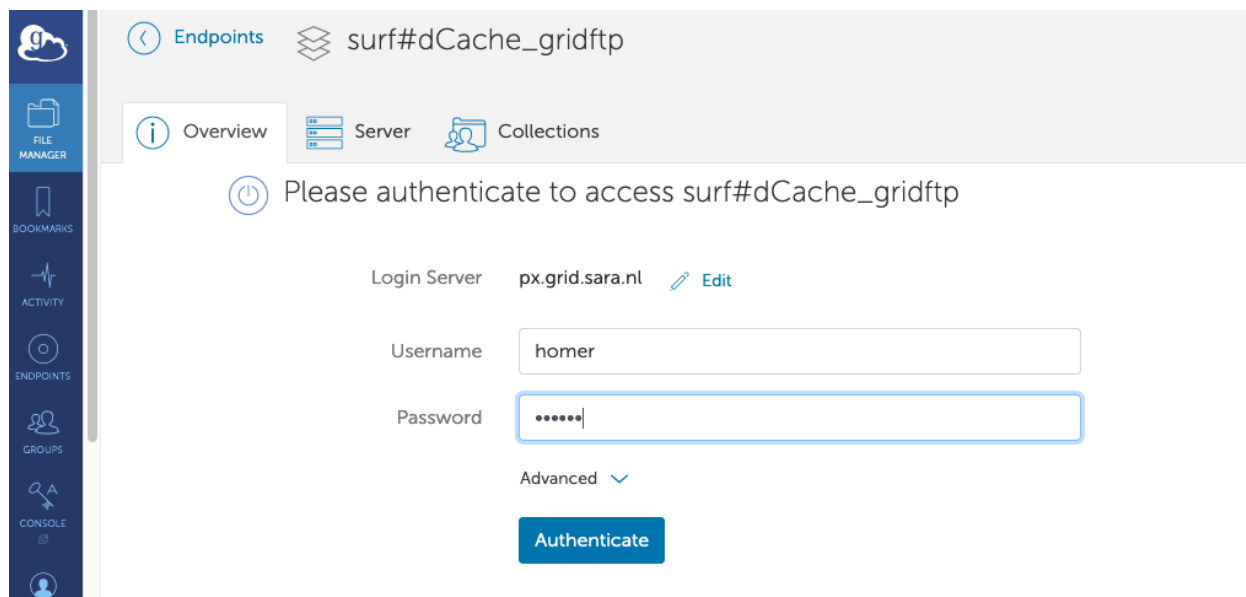 g
Endpoints surf#dCache_gridftp
FILE
MANAGER
BOOKMARKS
ACTIVITY
ENDPOINTS
GROUPS
CONSOLE
Overview Server Collections
Please authenticate to access surf#dCache_gridftp
Login Server px.grid.sara.nl Edit
Username homer
Password ••••••
Advanced
Authenticate